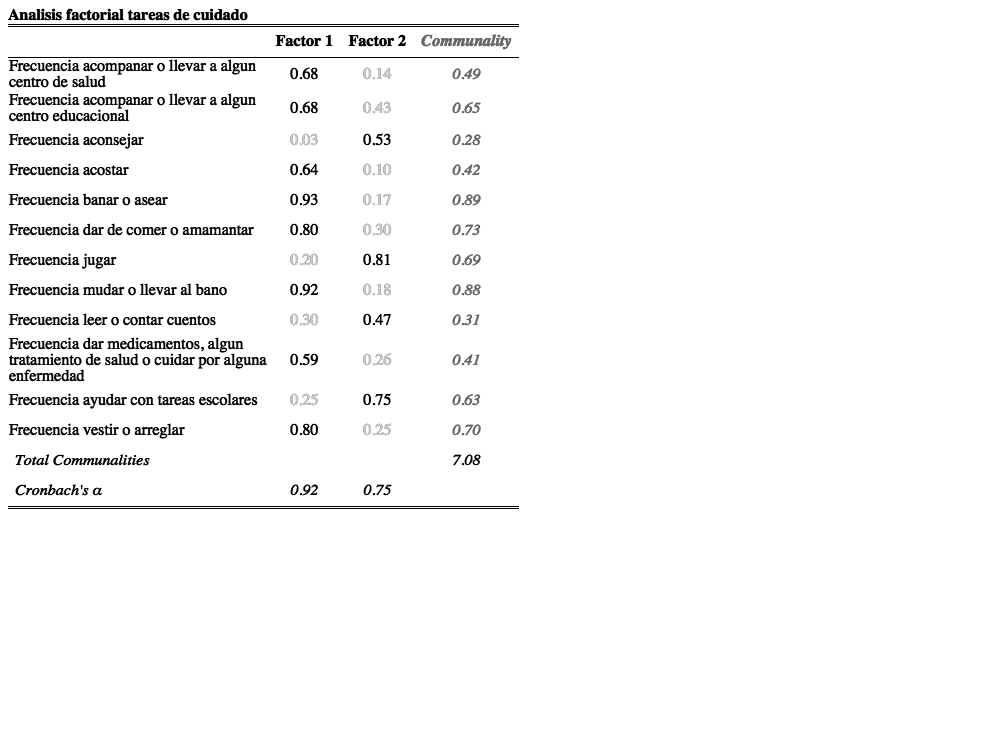 Analisis factorial tareas de cuidado
Factor 1 Factor 2 Communality
Frecuencia acompanar o llevar a algun
centro de salud 0.68 0.14 0.49
Frecuencia acompanar o llevar a algun
centro educacional 0.68 0.43 0.65
Frecuencia aconsejar 0.03 0.53 0.28
Frecuencia acostar 0.64 0.10 0.42
Frecuencia banar o asear 0.93 0.17 0.89
Frecuencia dar de comer o amamantar 0.80 0.30 0.73
Frecuencia jugar 0.20 0.81 0.69
Frecuencia mudar o llevar al bano 0.92 0.18 0.88
Frecuencia leer o contar cuentos 0.30 0.47 0.31
Frecuencia dar medicamentos, algun
tratamiento de salud o cuidar por alguna 0.59 0.26 0.41
enfermedad
Frecuencia ayudar con tareas escolares 0.25 0.75 0.63
Frecuencia vestir o arreglar 0.80 0.25 0.70
Total Communalities 7.08
Cronbach's α 0.92 0.75